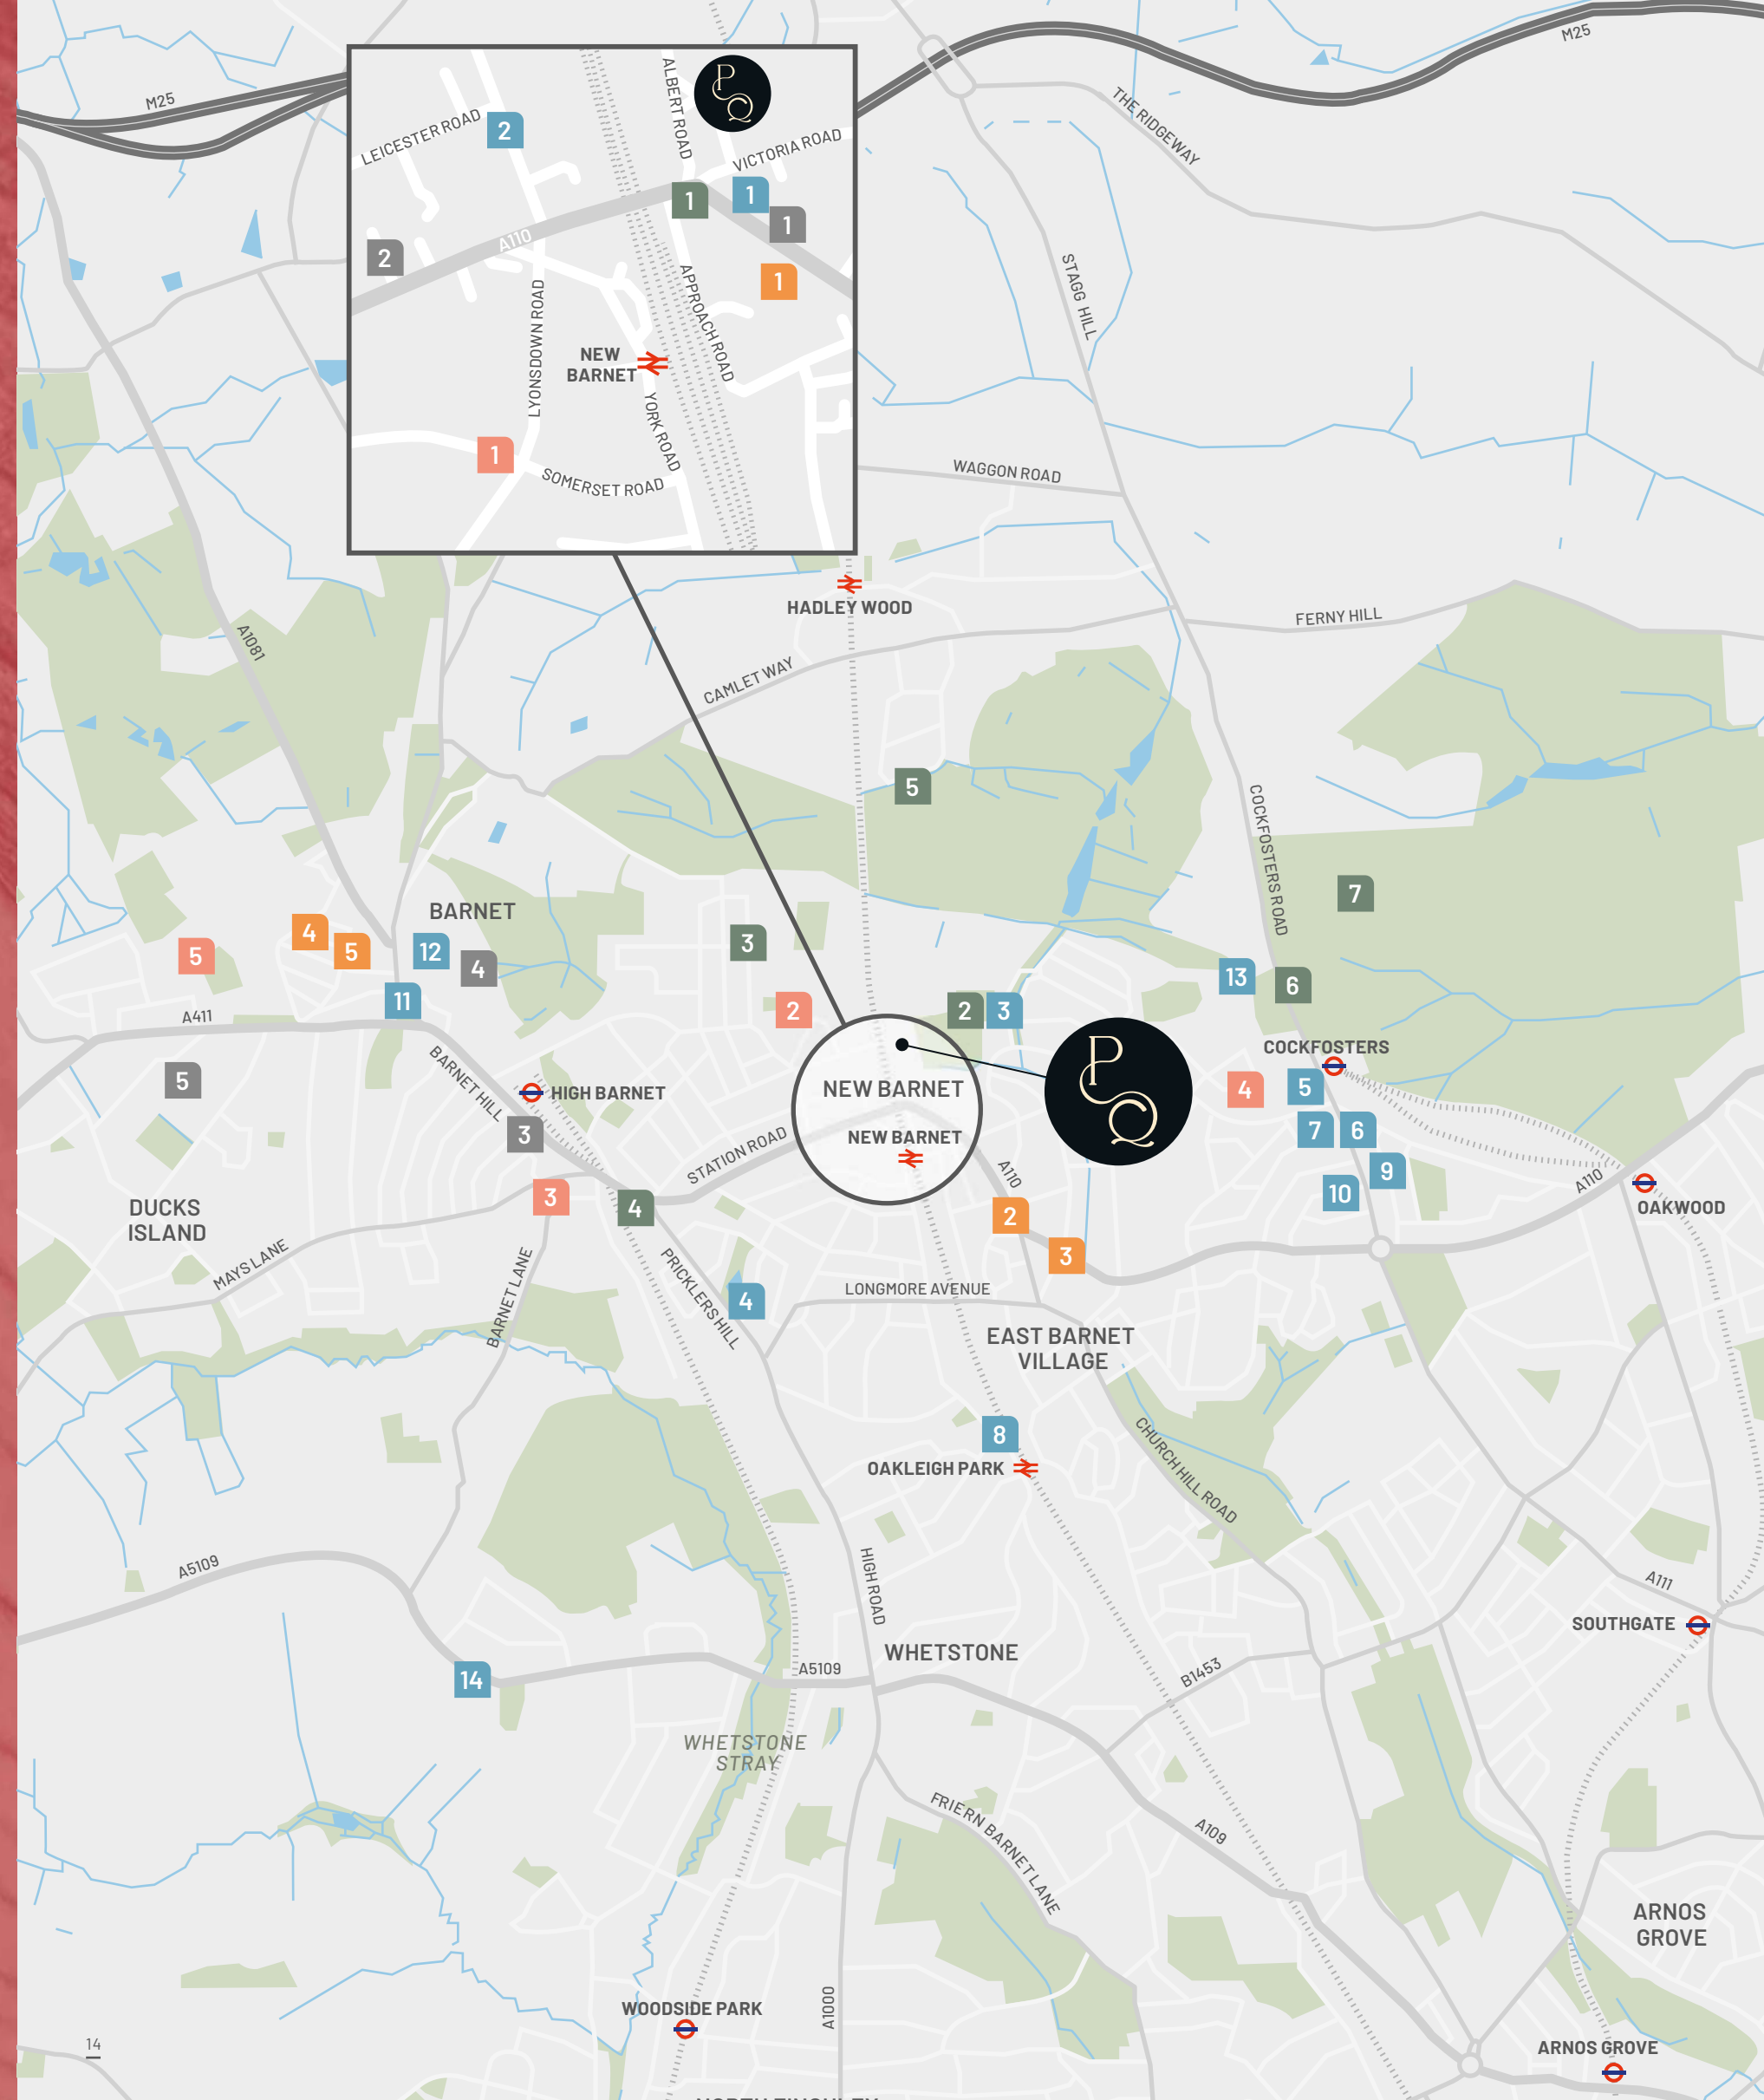 M25
M25
THE RIDGEWAY
ALBERT ROAD
P
S
Q
LEICESTER ROAD
2
VICTORIA ROAD
1
1
1
2
A110
1
STAGG HILL
LYONSDOWN ROAD
APPROACH ROAD
NEW
BARNET
YORK ROAD
1
SOMERSET ROAD
WAGGON ROAD
HADLEY WOOD
FERNY HILL
A1081
CAMLET WAY
5
COCKFOSTERS ROAD
7
BARNET
4
5
12
4
5
3
13
6
11
2
2
3
A411
COCKFOSTERS
5
BARNET HILL
HIGH BARNET
NEW BARNET
P
S
Q
4
5
3
STATION ROAD
NEW BARNET
7
6
A110
9
10
A110
OAKWOOD
3
4
2
DUCKS
ISLAND
3
MAYS LANE
BARNET LANE
PRICKLERS HILL
4
LONGMORE AVENUE
EAST BARNET
VILLAGE
8
OAKLEIGH PARK
CHURCH HILL ROAD
A5109
HIGH ROAD
A111
SOUTHGATE
WHETSTONE
A5109
B1453
14
WHETSTONE
STRAY
FRIERN BARNET LANE
A109
ARNOS
GROVE
A1000
WOODSIDE PARK
14
ARNOS GROVE